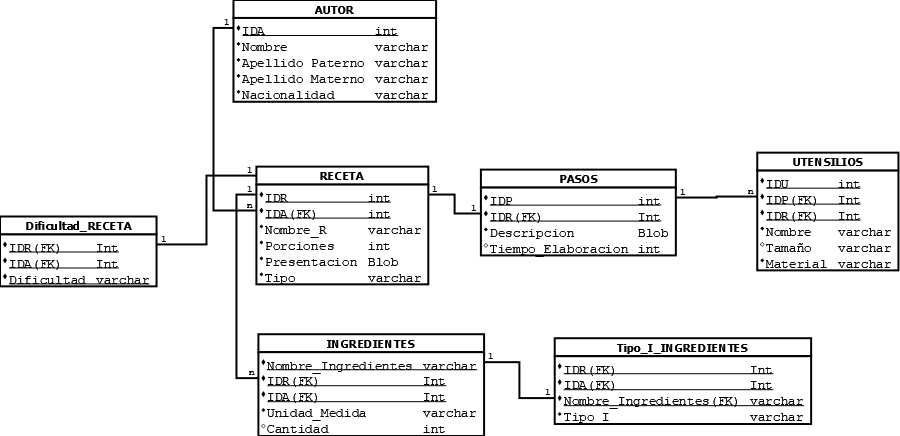 AUTOR
1
IDA int
Nombre varchar
Apellido Paterno varchar
Apellido Materno varchar
Nacionalidad varchar
RECETA
1
1
n
1
IDR int
IDA(FK) int
Nombre_R varchar
Porciones int
Presentacion Blob
Tipo varchar
PASOS
1
1
IDP int
IDR(FK) Int
Descripcion Blob
Tiempo_Elaboracion int
UTENSILIOS
n
IDU int
IDP(FK) Int
IDR(FK) Int
Nombre varchar
Tamaño varchar
Material varchar
Dificultad_RECETA
1
IDR(FK) Int
IDA(FK) Int
Dificultad varchar
INGREDIENTES
n
1
Nombre_Ingredientes varchar
IDR(FK) Int
IDA(FK) Int
Unidad_Medida varchar
Cantidad int
Tipo_I_INGREDIENTES
1
IDR(FK) Int
IDA(FK) Int
Nombre_Ingredientes(FK) varchar
Tipo_I varchar